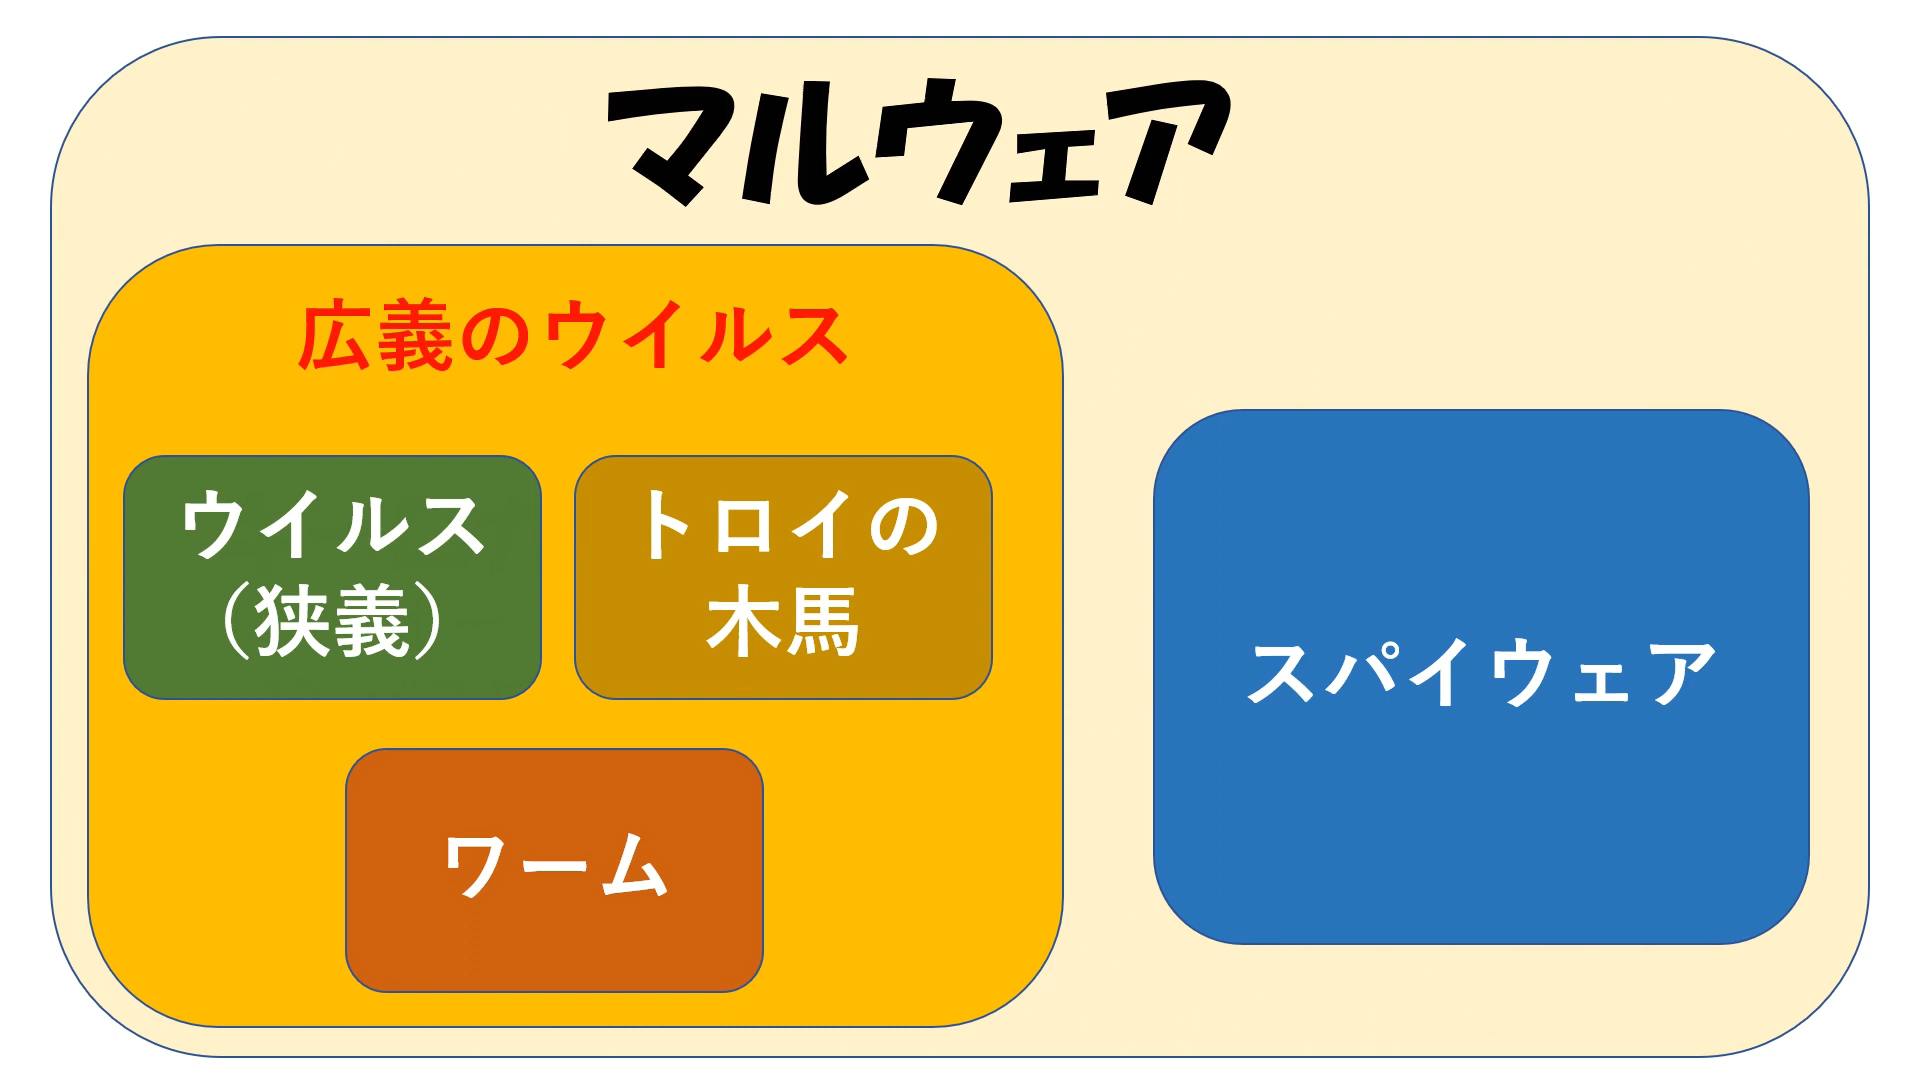 マルウェア
広義のウイルス
ウイルス
（狭義）
トロイの
木馬
ワーム
スパイウェア